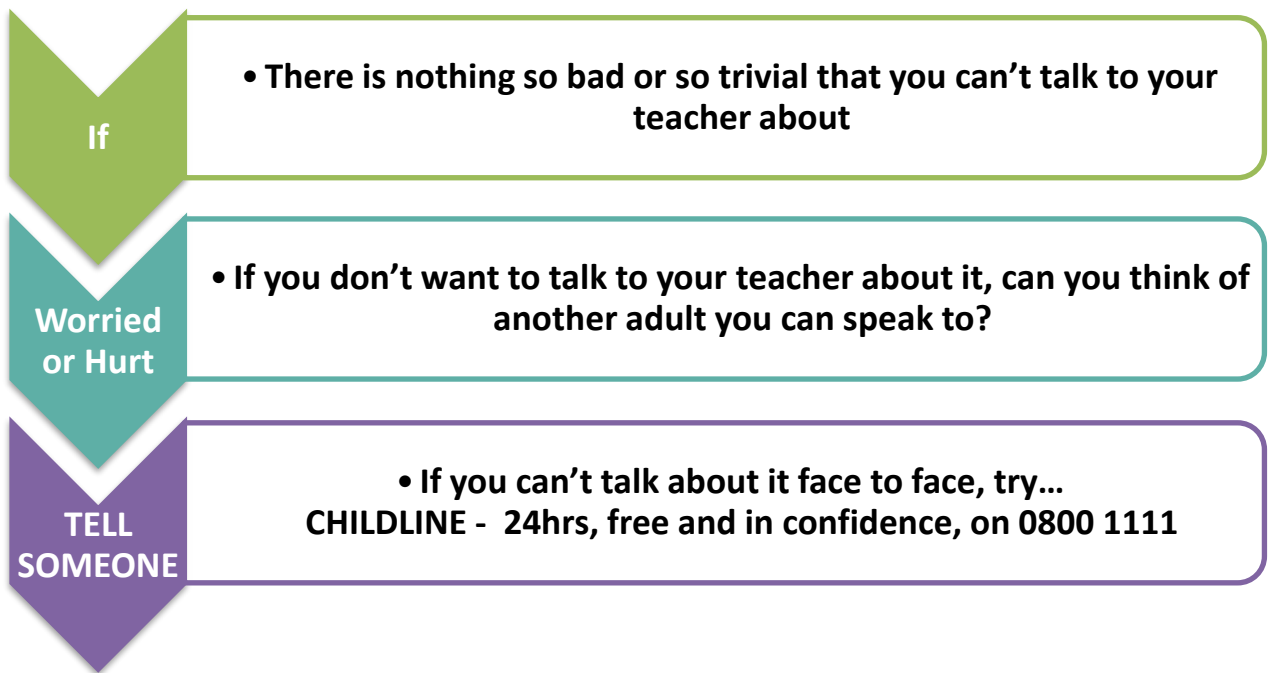 If
• There is nothing so bad or so trivial that you can’t talk to your
teacher about
Worried
or Hurt
• If you don’t want to talk to your teacher about it, can you think of
another adult you can speak to?
TELL
SOMEONE
• If you can’t talk about it face to face, try…
CHILDLINE -  24hrs, free and in confidence, on 0800 1111